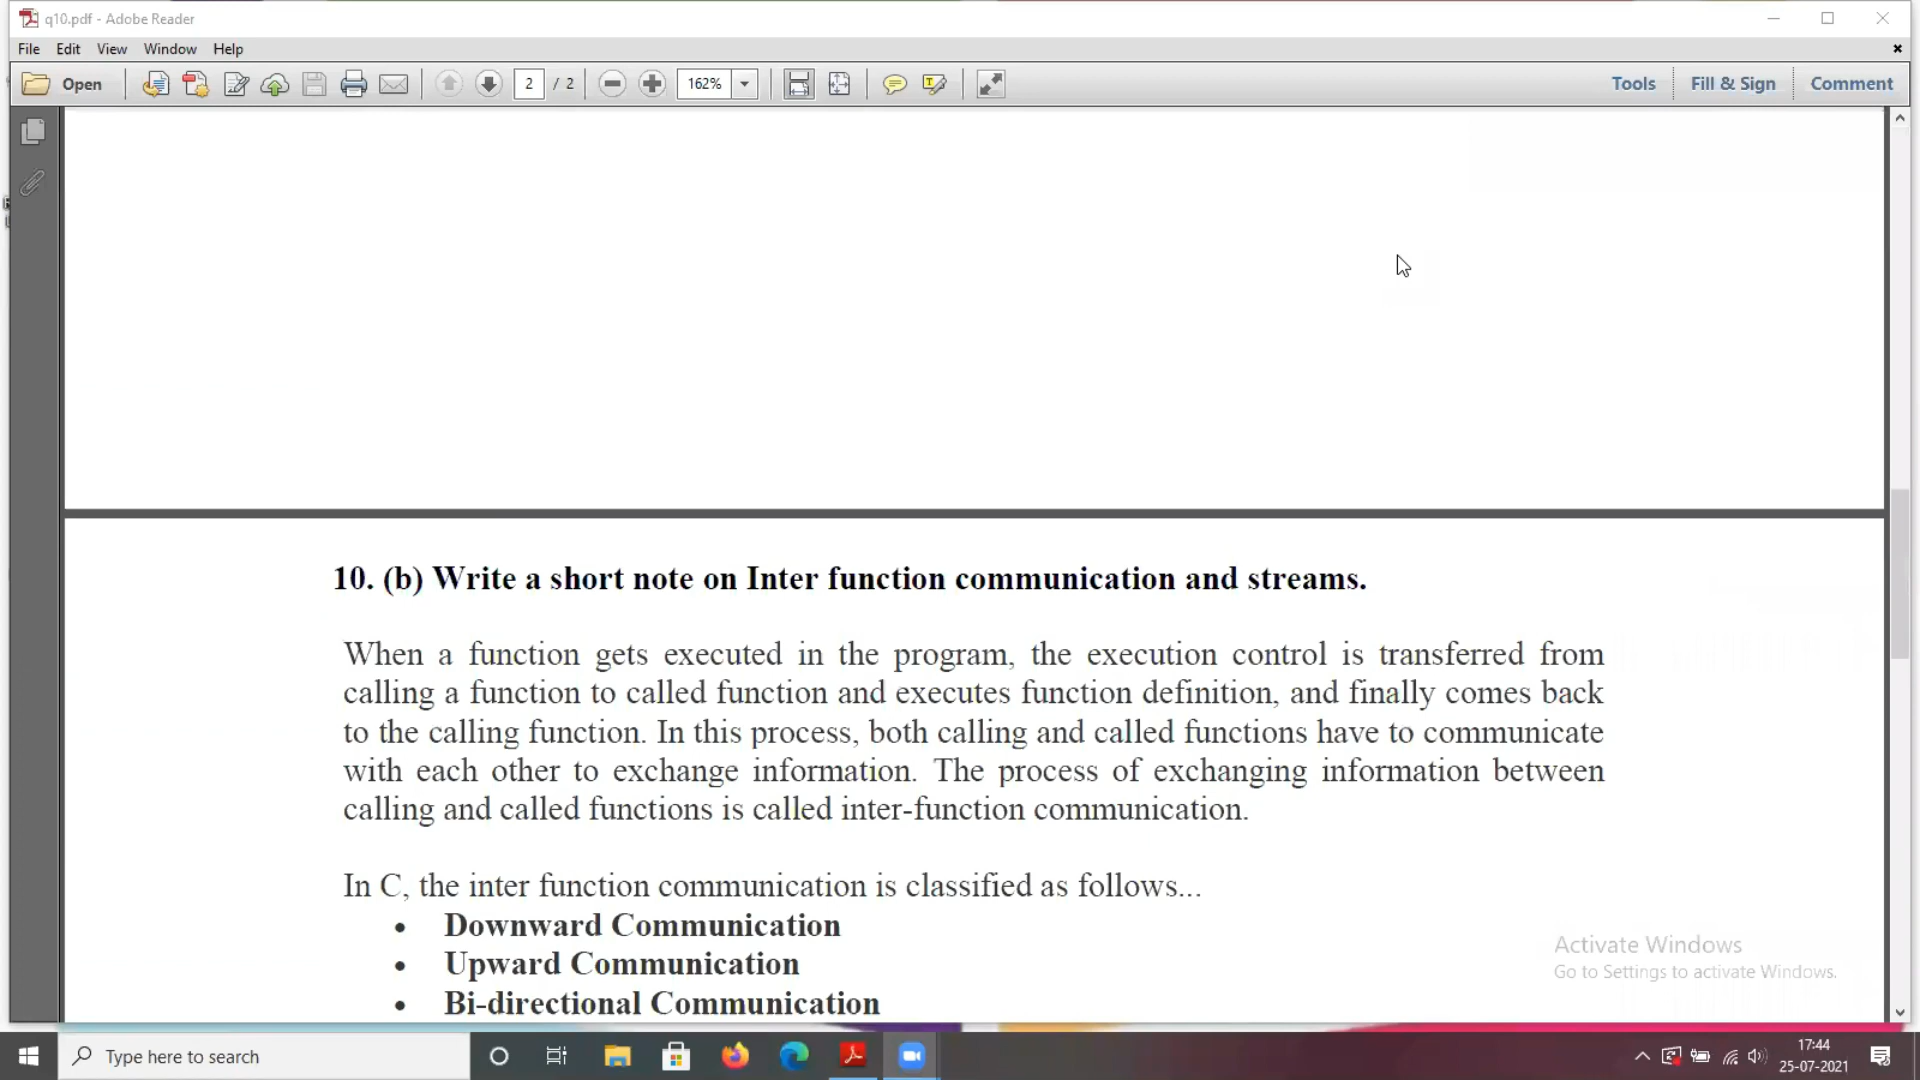 q10.pdf - Adobe Reader
File Edit View Window Help
Open 2 / 2 162% Tools Fill & Sign Comment
10. (b) Write a short note on Inter function communication and streams.
When a function gets executed in the program, the execution control is transferred from
calling a function to called function and executes function definition, and finally comes back
to the calling function. In this process, both calling and called functions have to communicate
with each other to exchange information. The process of exchanging information between
calling and called functions is called inter-function communication.
In C, the inter function communication is classified as follows...
• Downward Communication
• Upward Communication
• Bi-directional Communication
Activate Windows
Go to Settings to activate Windows.
Type here to search
17:44
25-07-2021